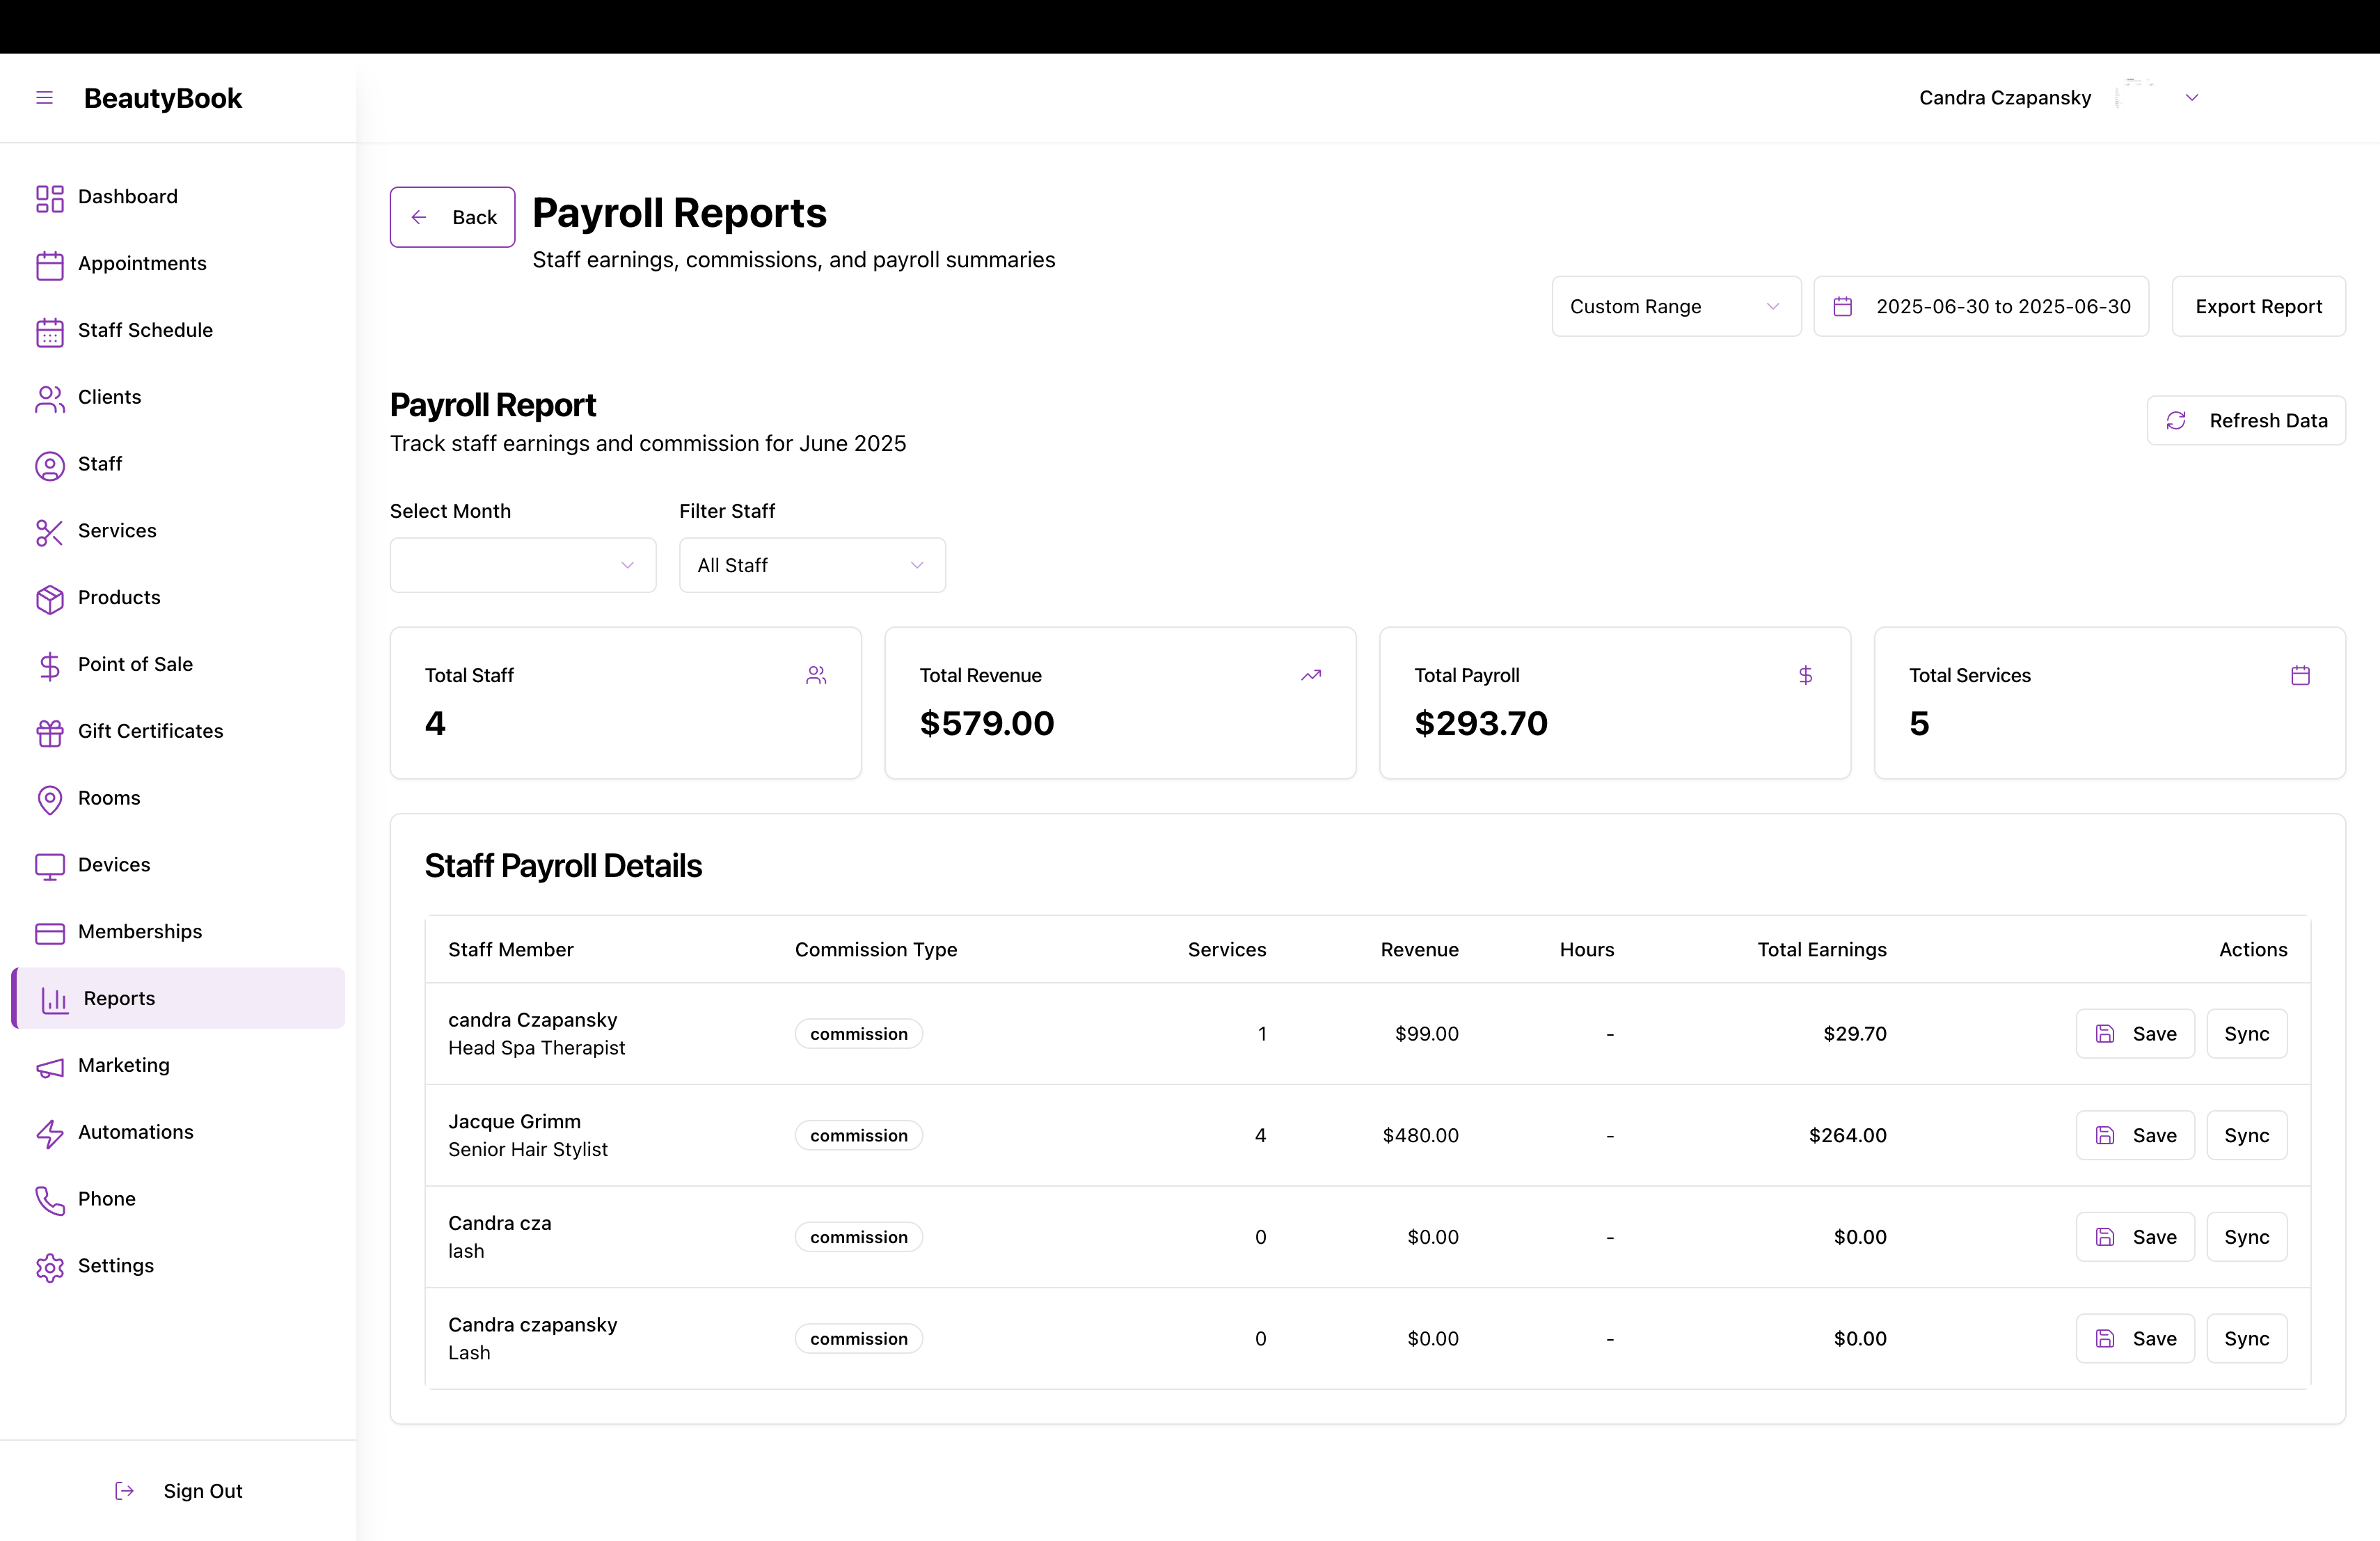 BeautyBook
Candra Czapansky
Dashboard
Appointments
Staff Schedule
Clients
Staff
Services
Products
Point of Sale
Gift Certificates
Rooms
Devices
Memberships
Reports
Marketing
Automations
Phone
Settings
Sign Out
Back
Payroll Reports
Staff earnings, commissions, and payroll summaries
Custom Range
2025-06-30 to 2025-06-30
Export Report
Payroll Report
Track staff earnings and commission for June 2025
Refresh Data
Select Month
Filter Staff
All Staff
Total Staff
4
Total Revenue
$579.00
Total Payroll
$293.70
Total Services
5
Staff Payroll Details
Staff Member Commission Type Services Revenue Hours Total Earnings Actions
candra Czapansky
Head Spa Therapist
commission 1 $99.00 - $29.70 Save Sync
Jacque Grimm
Senior Hair Stylist
commission 4 $480.00 - $264.00 Save Sync
Candra cza
lash
commission 0 $0.00 - $0.00 Save Sync
Candra czapansky
Lash
commission 0 $0.00 - $0.00 Save Sync